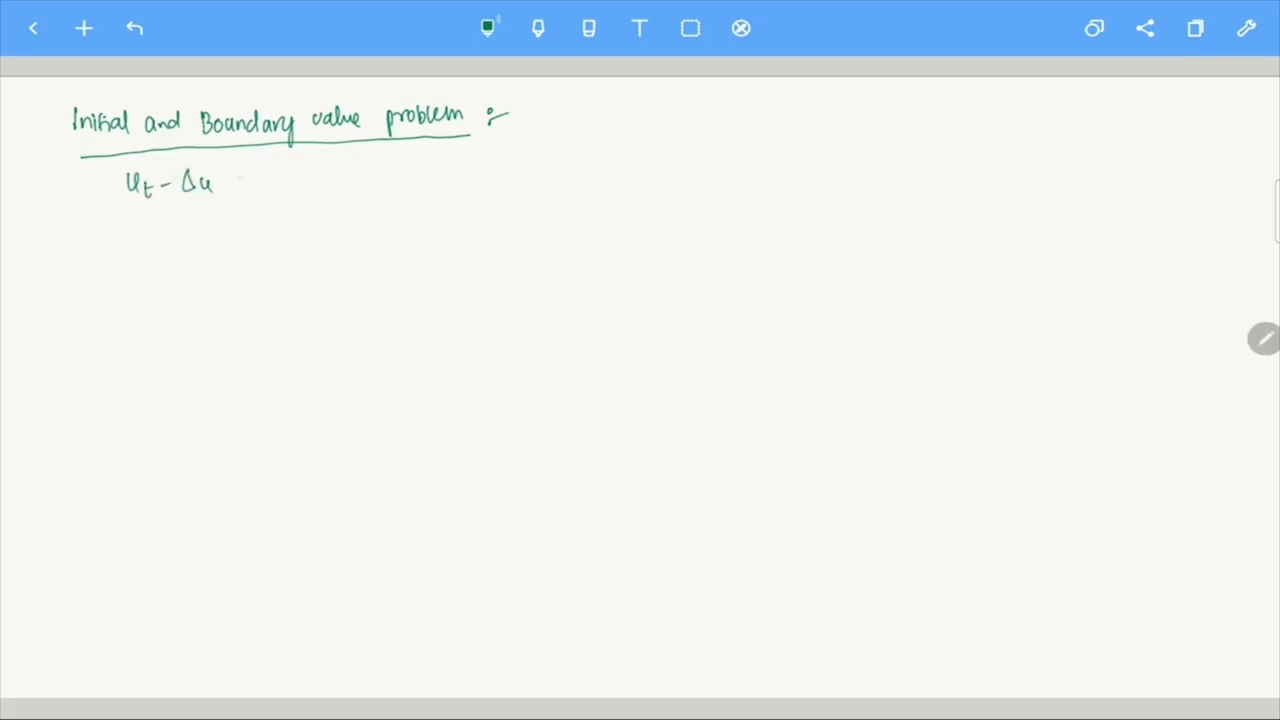 Initial and Boundary value problem :-
u_t - Δu